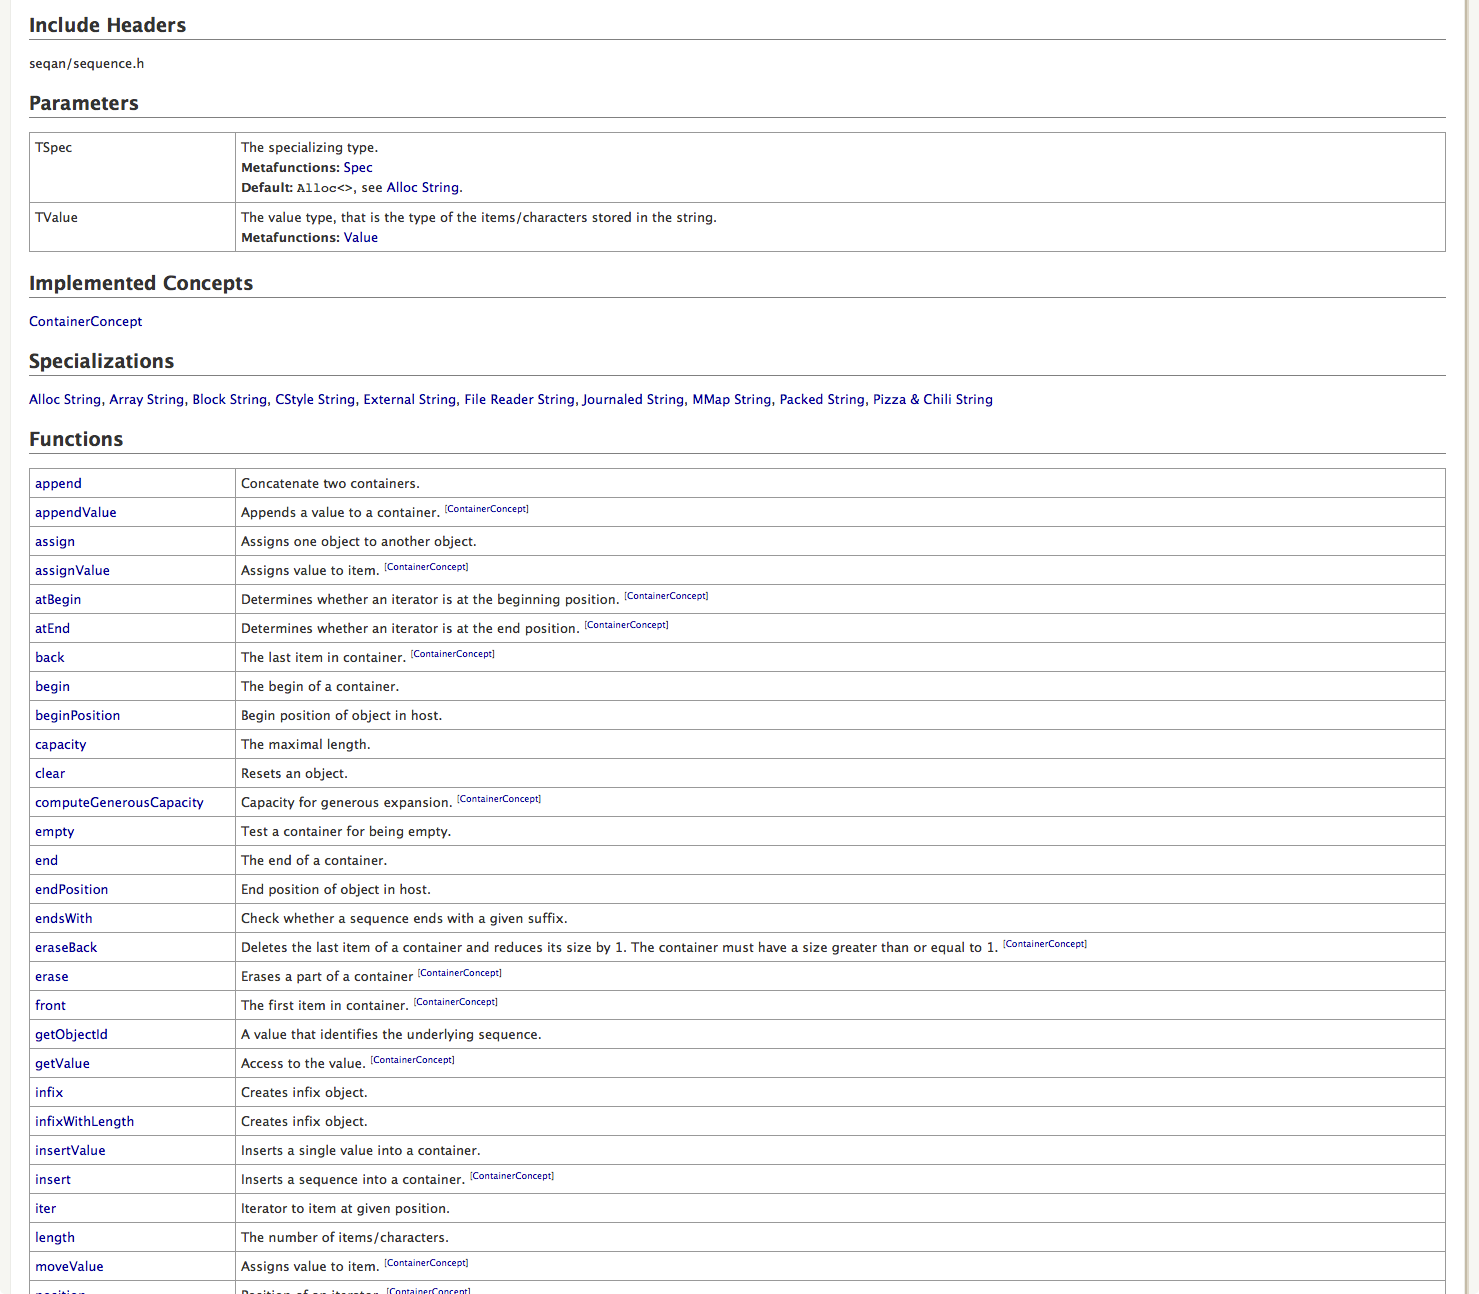 Include Headers
seqan/sequence.h
Parameters
TSpec The specializing type.
Metafunctions: Spec
Default: Alloc<>, see Alloc String.
TValue The value type, that is the type of the items/characters stored in the string.
Metafunctions: Value
Implemented Concepts
ContainerConcept
Specializations
Alloc String, Array String, Block String, CStyle String, External String, File Reader String, Journaled String, MMap String, Packed String, Pizza & Chili String
Functions
append Concatenate two containers.
appendValue Appends a value to a container. [ContainerConcept]
assign Assigns one object to another object.
assignValue Assigns value to item. [ContainerConcept]
atBegin Determines whether an iterator is at the beginning position. [ContainerConcept]
atEnd Determines whether an iterator is at the end position. [ContainerConcept]
back The last item in container. [ContainerConcept]
begin The begin of a container.
beginPosition Begin position of object in host.
capacity The maximal length.
clear Resets an object.
computeGenerousCapacity Capacity for generous expansion. [ContainerConcept]
empty Test a container for being empty.
end The end of a container.
endPosition End position of object in host.
endsWith Check whether a sequence ends with a given suffix.
eraseBack Deletes the last item of a container and reduces its size by 1. The container must have a size greater than or equal to 1. [ContainerConcept]
erase Erases a part of a container [ContainerConcept]
front The first item in container. [ContainerConcept]
getObjectId A value that identifies the underlying sequence.
getValue Access to the value. [ContainerConcept]
infix Creates infix object.
infixWithLength Creates infix object.
insertValue Inserts a single value into a container.
insert Inserts a sequence into a container. [ContainerConcept]
iter Iterator to item at given position.
length The number of items/characters.
moveValue Assigns value to item. [ContainerConcept]
position Position of an iterator. [ContainerConcept]